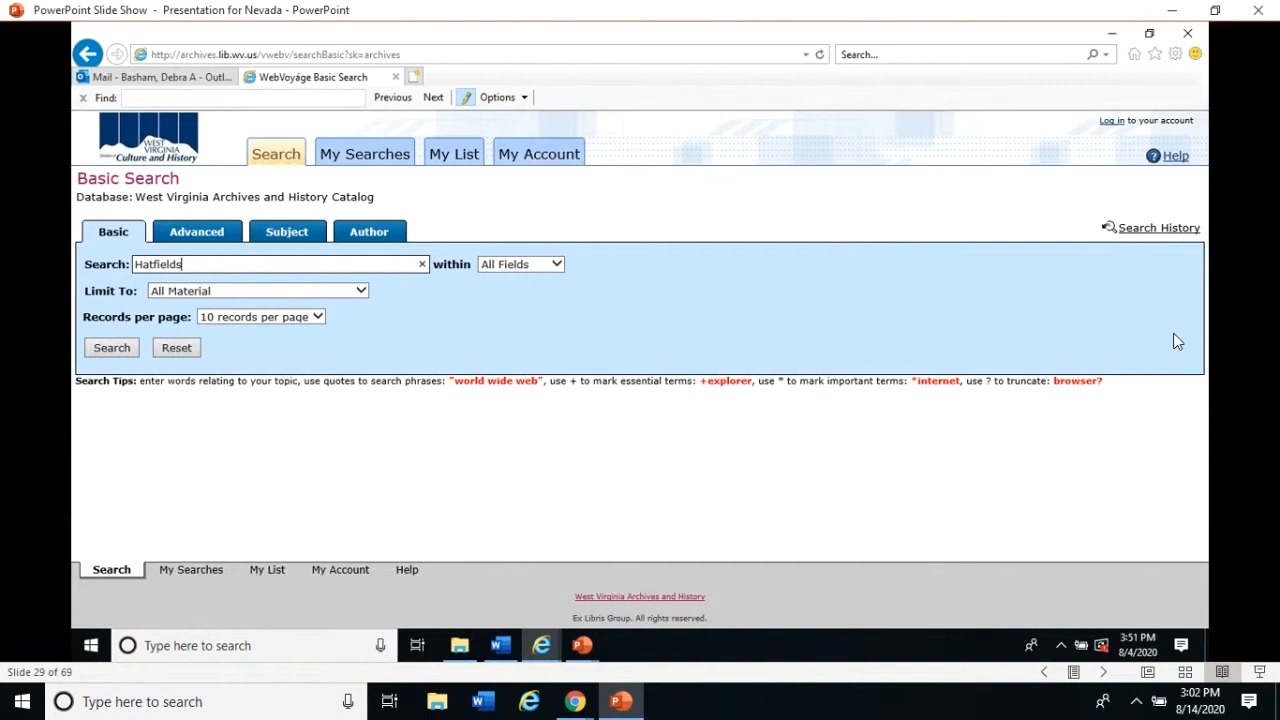 PowerPoint Slide Show - Presentation for Nevada - PowerPoint
http://archives.lib.wv.us/vwebv/searchBasic?sk=archives
Search...
Mail - Basham, Debra A - Outl...
WebVoyáge Basic Search
x Find:
Previous Next Options
WEST VIRGINIA
Division of
Culture and History
Log in to your account
Search My Searches My List My Account
Help
Basic Search
Database: West Virginia Archives and History Catalog
Basic Advanced Subject Author
Search History
Search: Hatfields × within All Fields
Limit To: All Material
Records per page: 10 records per page
Search Reset
Search Tips: enter words relating to your topic, use quotes to search phrases: "world wide web", use + to mark essential terms: +explorer, use * to mark important terms: *internet, use ? to truncate: browser?
Search My Searches My List My Account Help
West Virginia Archives and History
Ex Libris Group. All rights reserved.
Type here to search
3:51 PM
8/4/2020
Slide 29 of 69
Type here to search
3:02 PM
8/14/2020